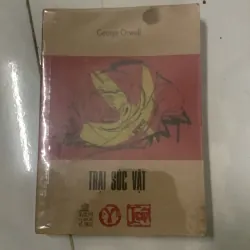 George Orwell
TRẠI SÚC VẬT